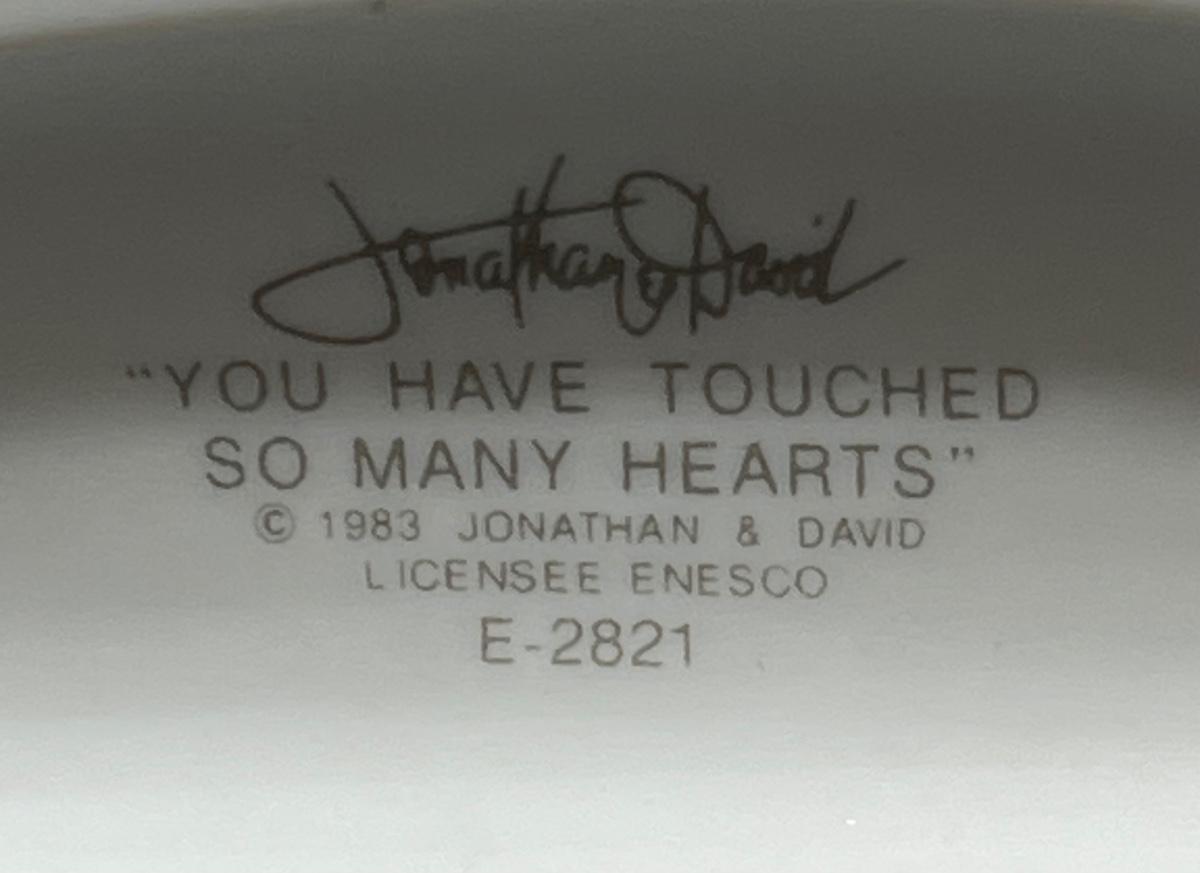 Jonathan & David
“YOU HAVE TOUCHED
SO MANY HEARTS”
© 1983 JONATHAN & DAVID
LICENSEE ENESCO
E-2821